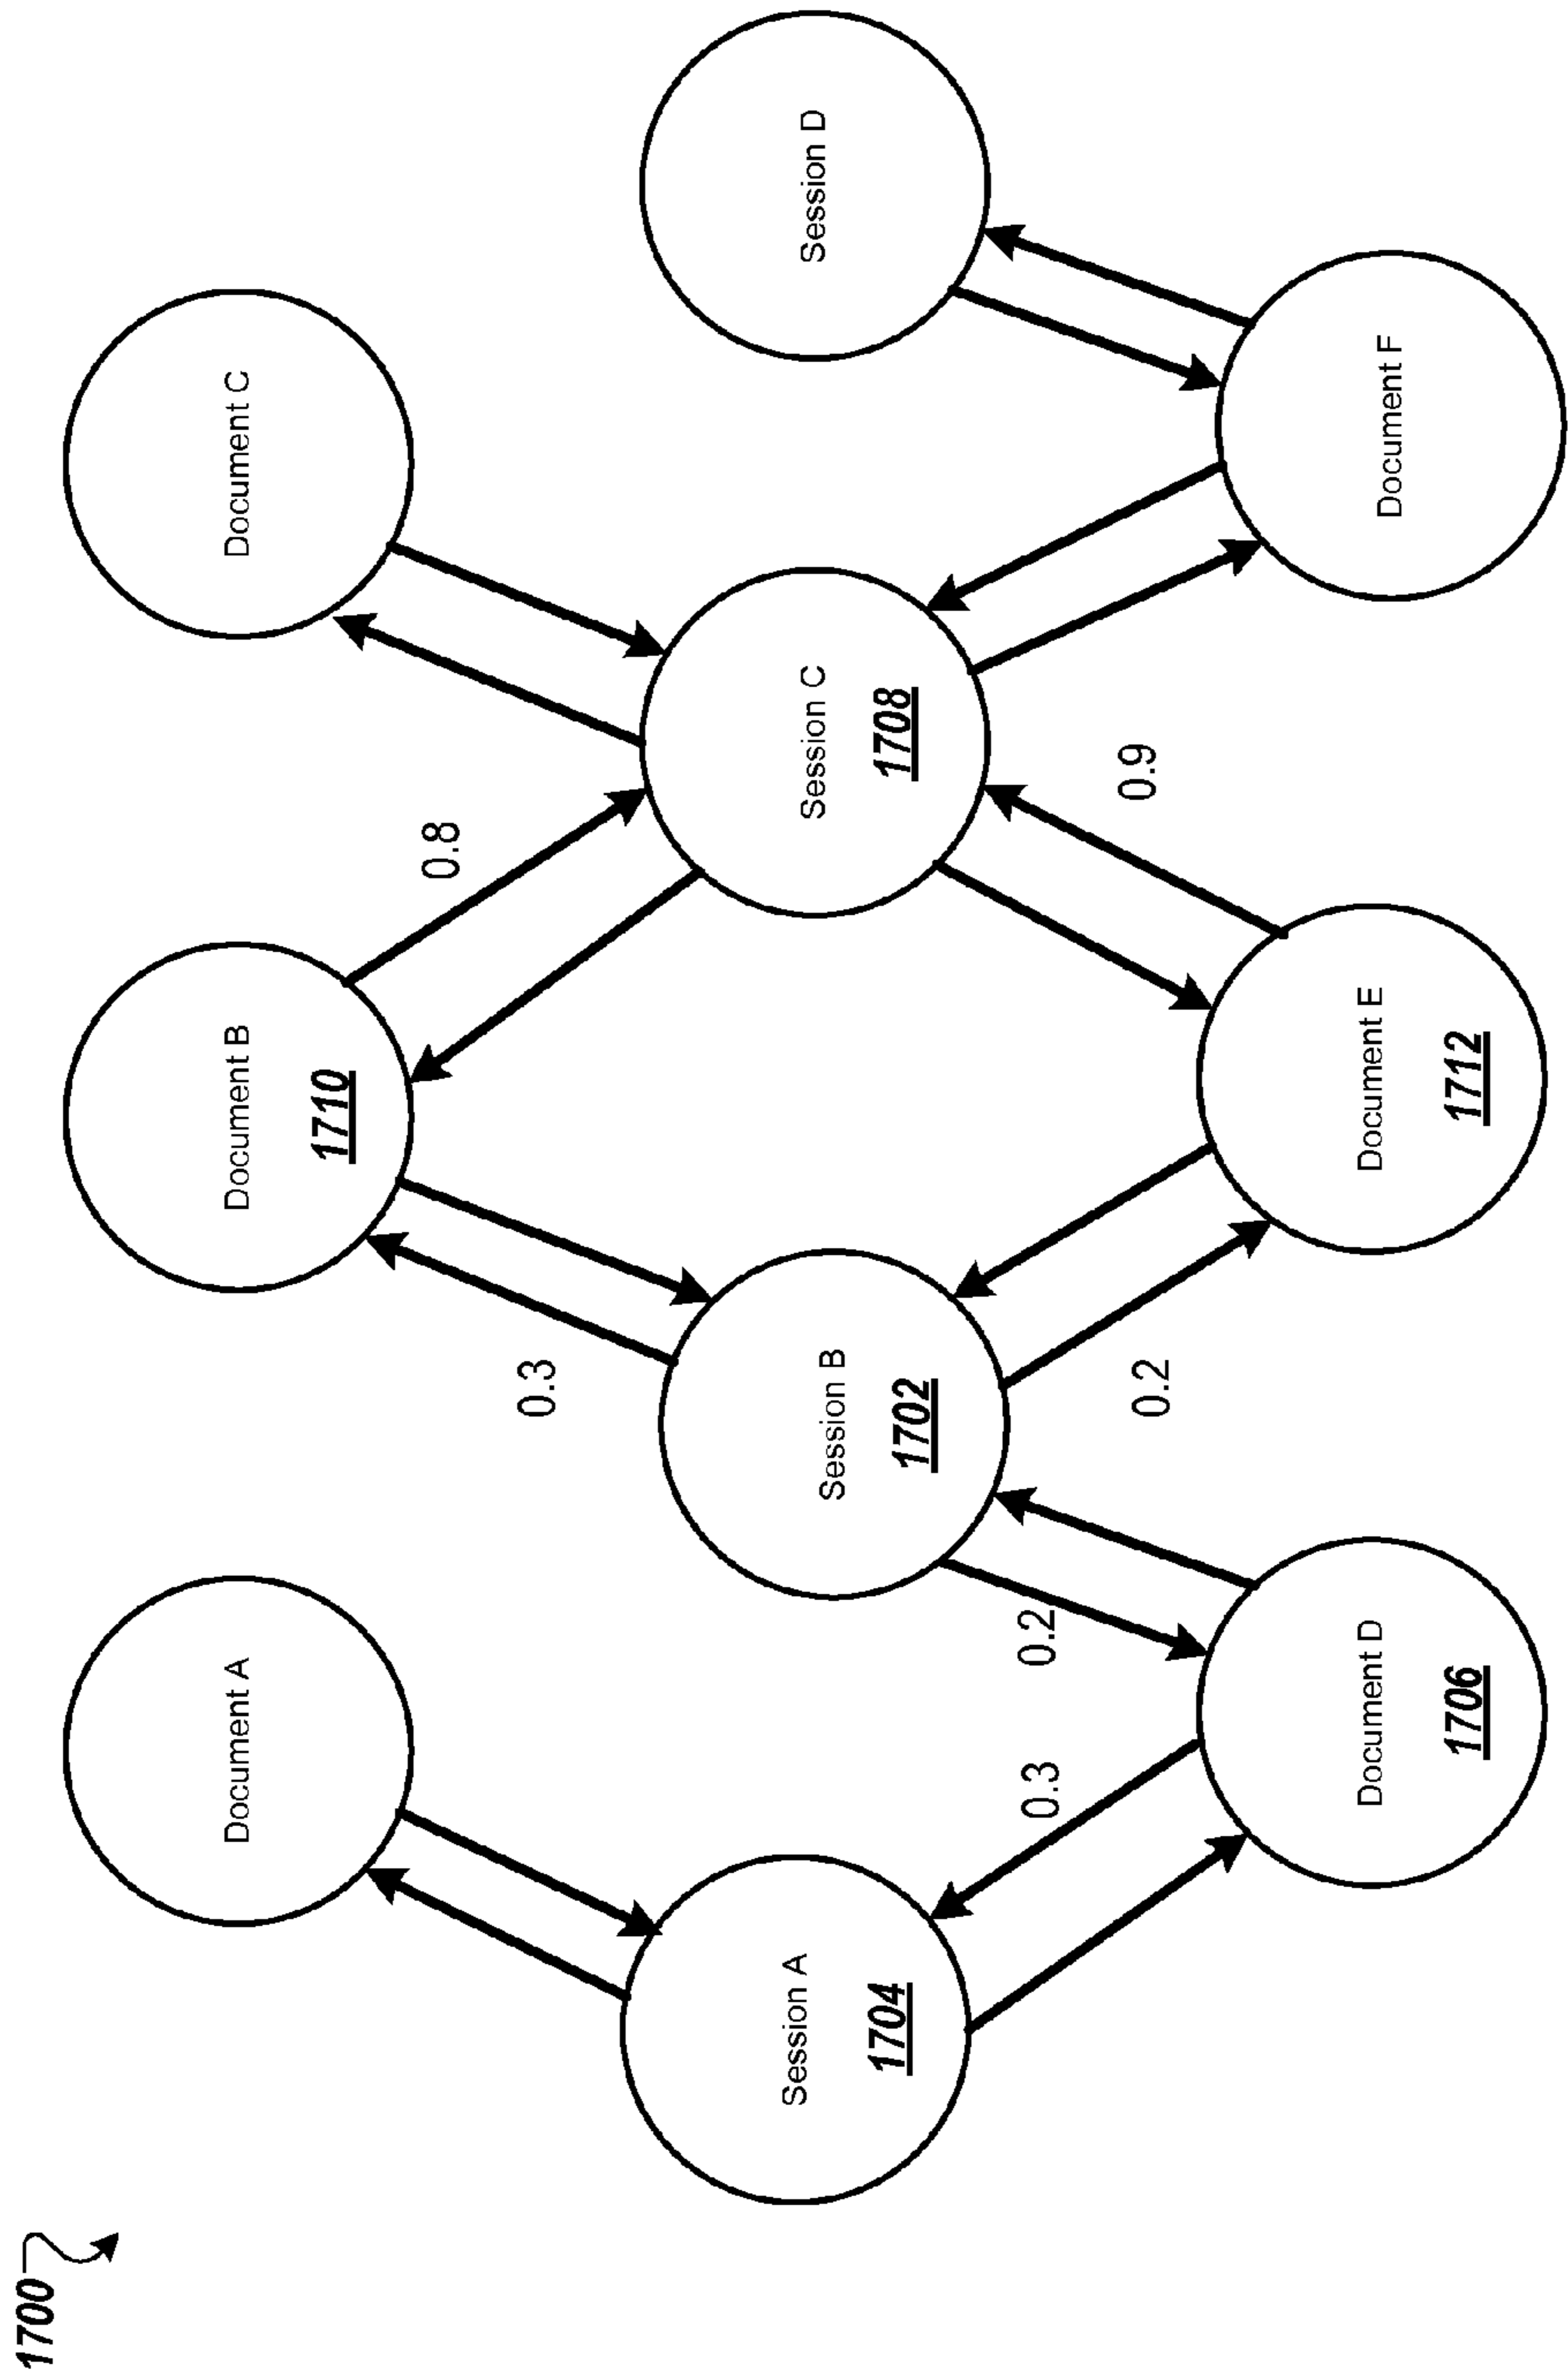 1700
Document A
Document B
1710
Document C
0.3
0.8
Session A
1704
Session B
1702
Session C
1708
Session D
0.3
0.2
0.2
0.9
Document D
1706
Document E
1712
Document F